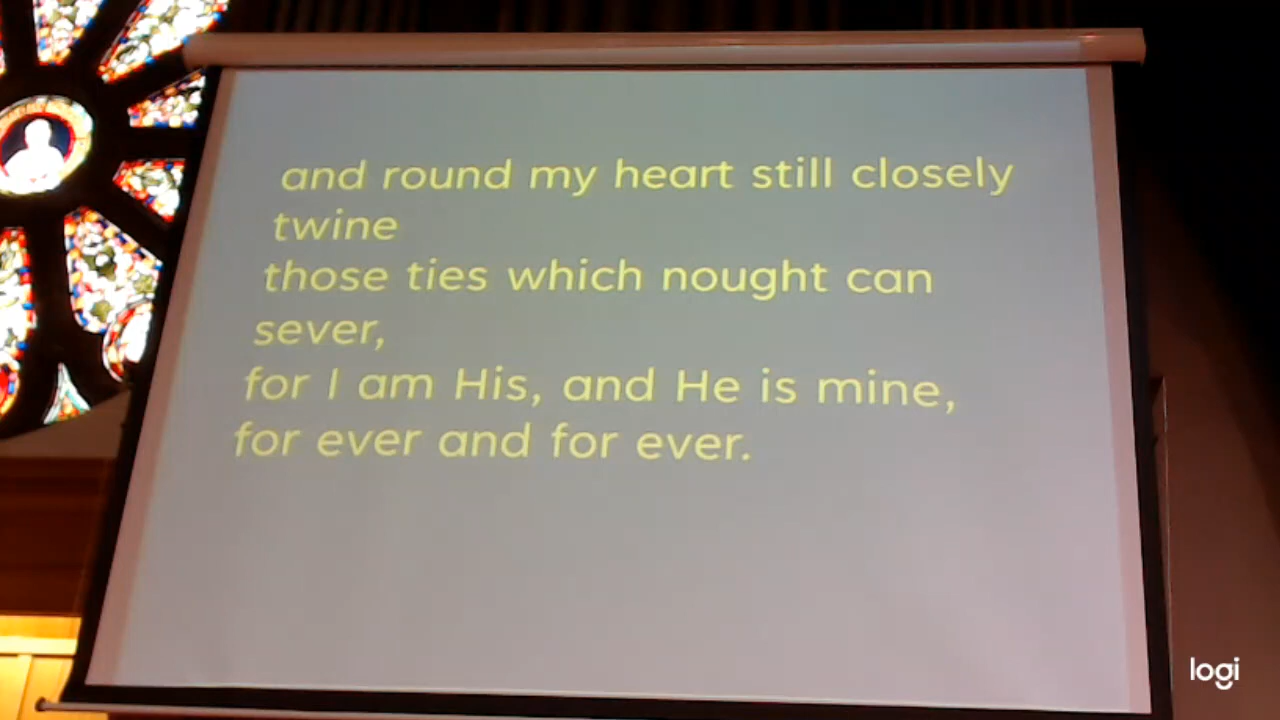 and round my heart still closely
twine
those ties which nought can
sever,
for I am His, and He is mine,
for ever and for ever.
logi